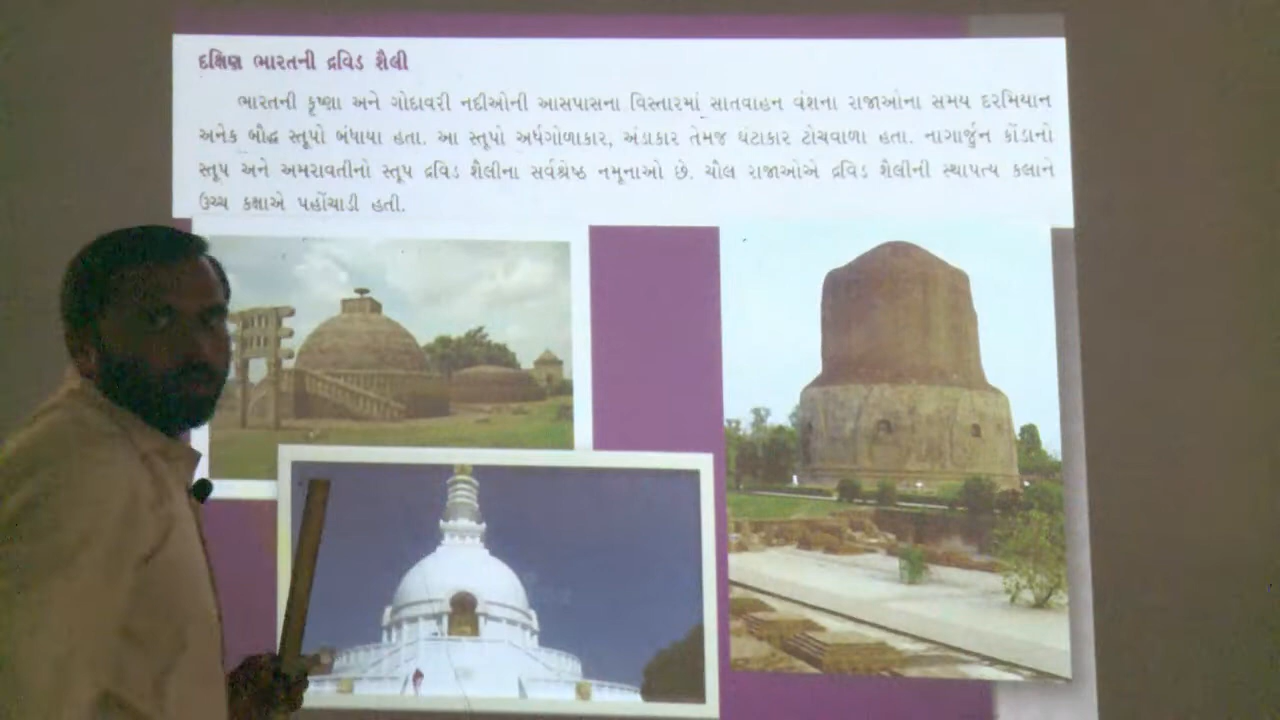 દક્ષિણ ભારતની દ્રવિડ શૈલી
ભારતની કૃષ્ણા અને ગોદાવરી નદીઓની આસપાસના વિસ્તારમાં સાતવાહન વંશના રાજાઓના સમય દરમિયાન
અનેક બૌદ્ધ સ્તૂપો બંધાયા હતા. આ સ્તૂપો અર્ધગોળાકાર, અંડાકાર તેમજ ઘંટાકાર ટોચવાળા હતા. નાગાર્જુન કોંડાનો
સ્તૂપ અને અમરાવતીનો સ્તૂપ દ્રવિડ શૈલીના સર્વશ્રેષ્ઠ નમૂનાઓ છે. ચૌલ રાજાઓએ દ્રવિડ શૈલીની સ્થાપત્ય કલાને
ઉચ્ચ કક્ષાએ પહોંચાડી હતી.